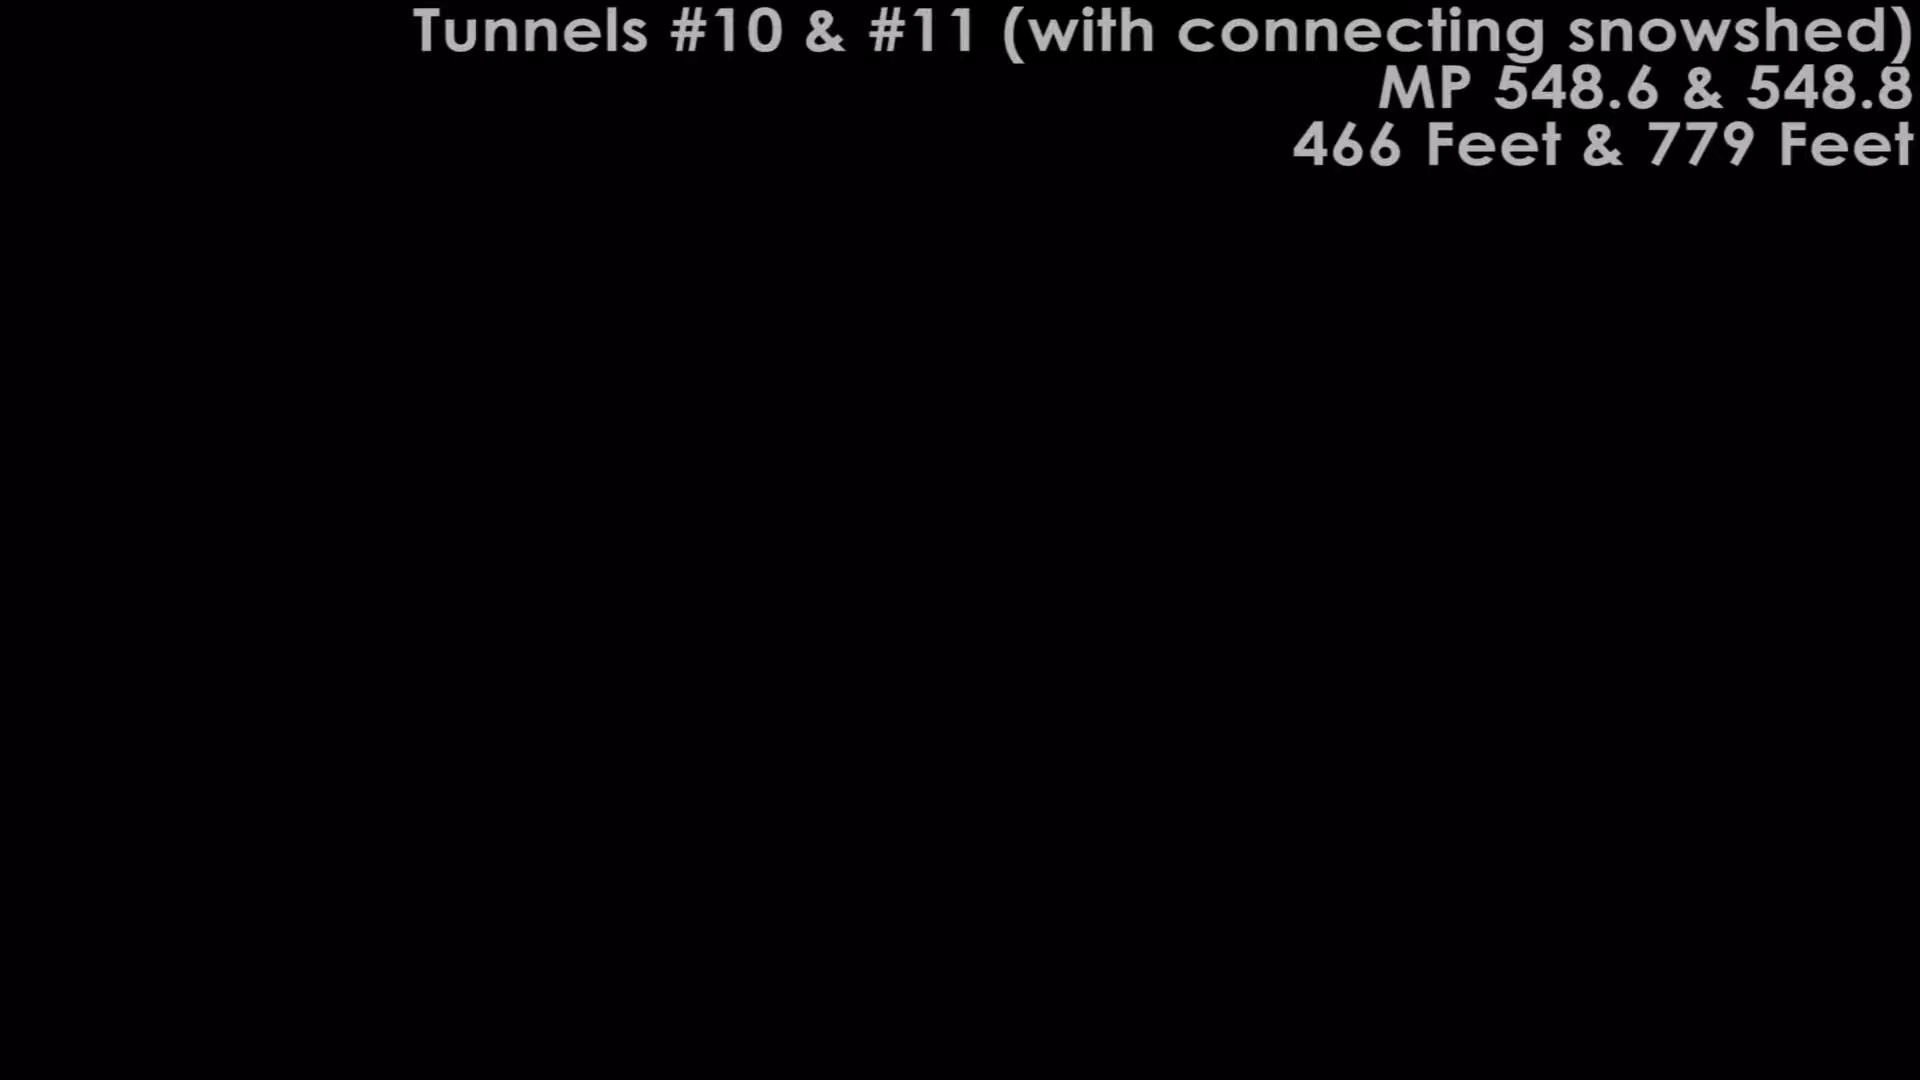 Tunnels #10 & #11 (with connecting snowshed)
MP 548.6 & 548.8
466 Feet & 779 Feet